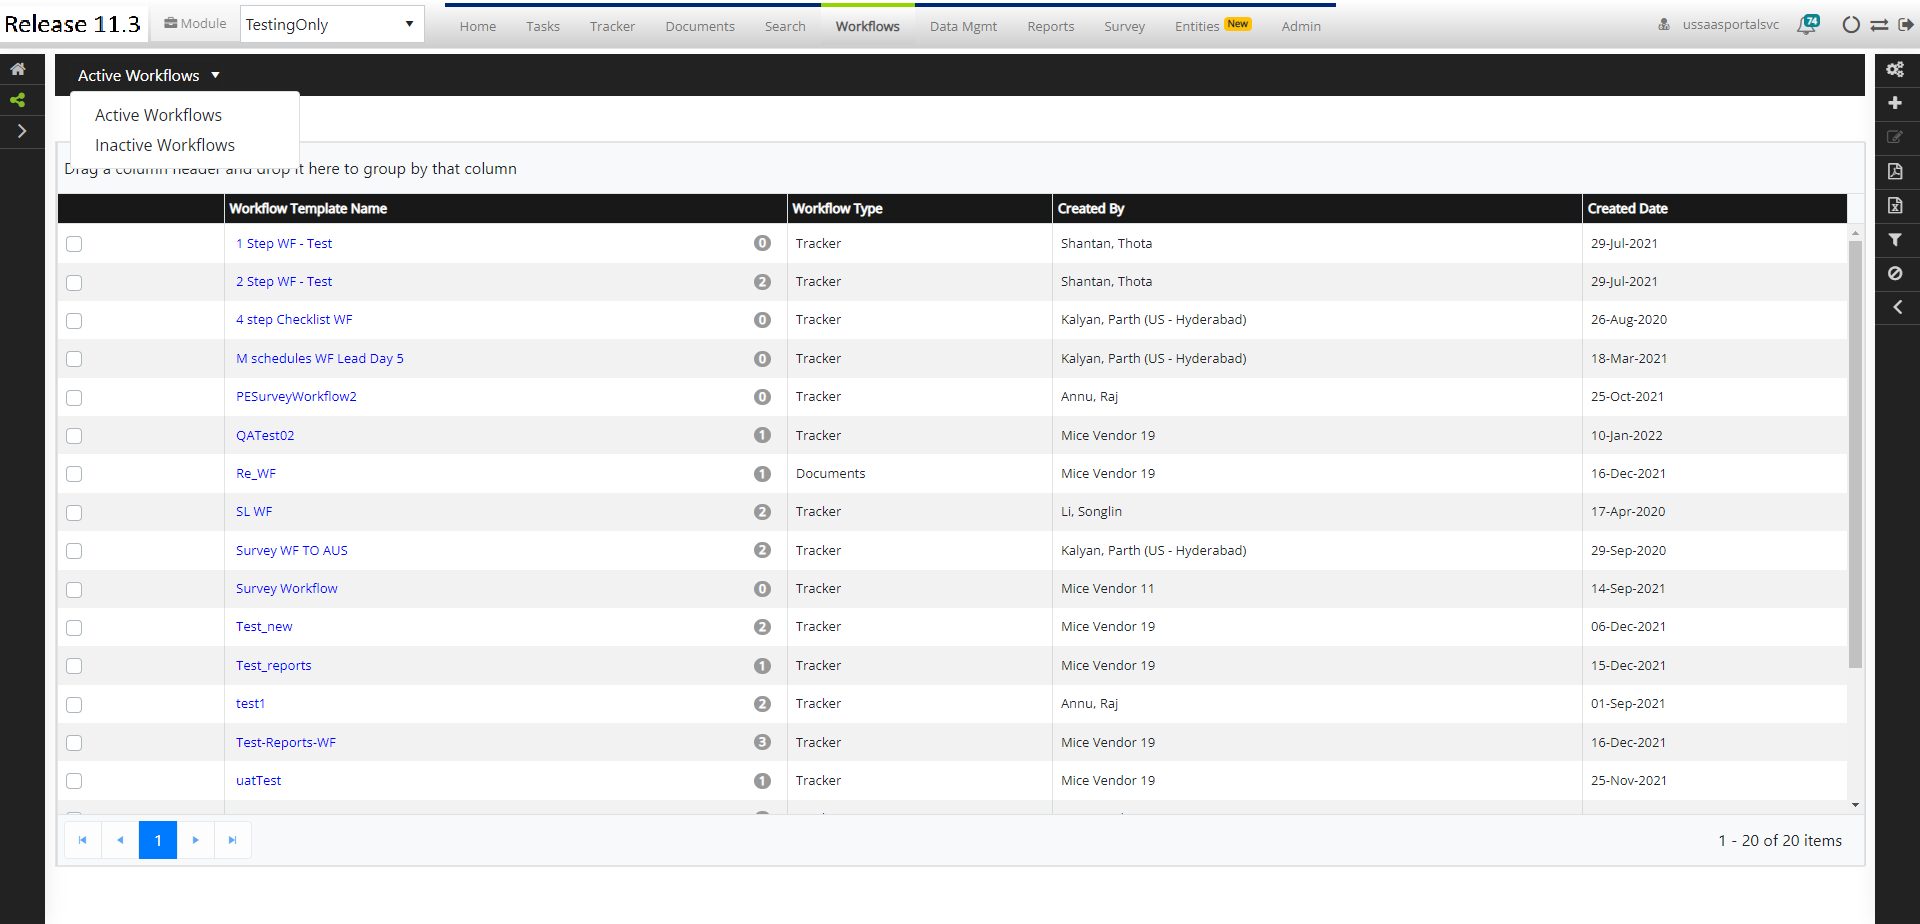 Release 11.3 Module TestingOnly Home Tasks Tracker Documents Search Workflows Data Mgmt Reports Survey Entities New Admin ussaasportalsvc 74
Active Workflows
Active Workflows
Inactive Workflows
Drag a column header and drop it here to group by that column
Workflow Template Name Workflow Type Created By Created Date
1 Step WF - Test 0 Tracker Shantan, Thota 29-Jul-2021
2 Step WF - Test 2 Tracker Shantan, Thota 29-Jul-2021
4 step Checklist WF 0 Tracker Kalyan, Parth (US - Hyderabad) 26-Aug-2020
M schedules WF Lead Day 5 0 Tracker Kalyan, Parth (US - Hyderabad) 18-Mar-2021
PESurveyWorkflow2 0 Tracker Annu, Raj 25-Oct-2021
QATest02 1 Tracker Mice Vendor 19 10-Jan-2022
Re_WF 1 Documents Mice Vendor 19 16-Dec-2021
SL WF 2 Tracker Li, Songlin 17-Apr-2020
Survey WF TO AUS 2 Tracker Kalyan, Parth (US - Hyderabad) 29-Sep-2020
Survey Workflow 0 Tracker Mice Vendor 11 14-Sep-2021
Test_new 2 Tracker Mice Vendor 19 06-Dec-2021
Test_reports 1 Tracker Mice Vendor 19 15-Dec-2021
test1 2 Tracker Annu, Raj 01-Sep-2021
Test-Reports-WF 3 Tracker Mice Vendor 19 16-Dec-2021
uatTest 1 Tracker Mice Vendor 19 25-Nov-2021
1 1 - 20 of 20 items